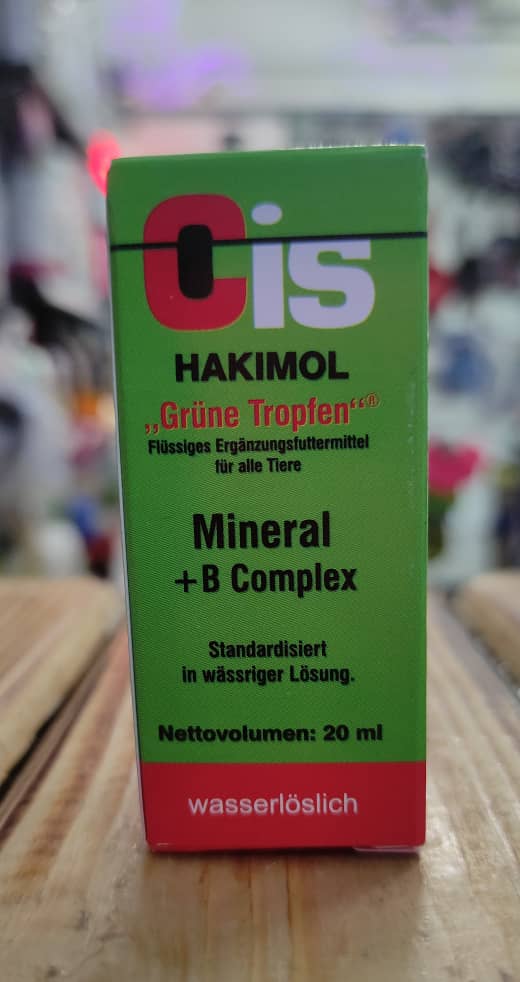 Cis
HAKIMOL
„Grüne Tropfen“®
Flüssiges Ergänzungsfuttermittel
für alle Tiere
Mineral
+B Complex
Standardisiert
in wässriger Lösung.
Nettovolumen: 20 ml
wasserlöslich